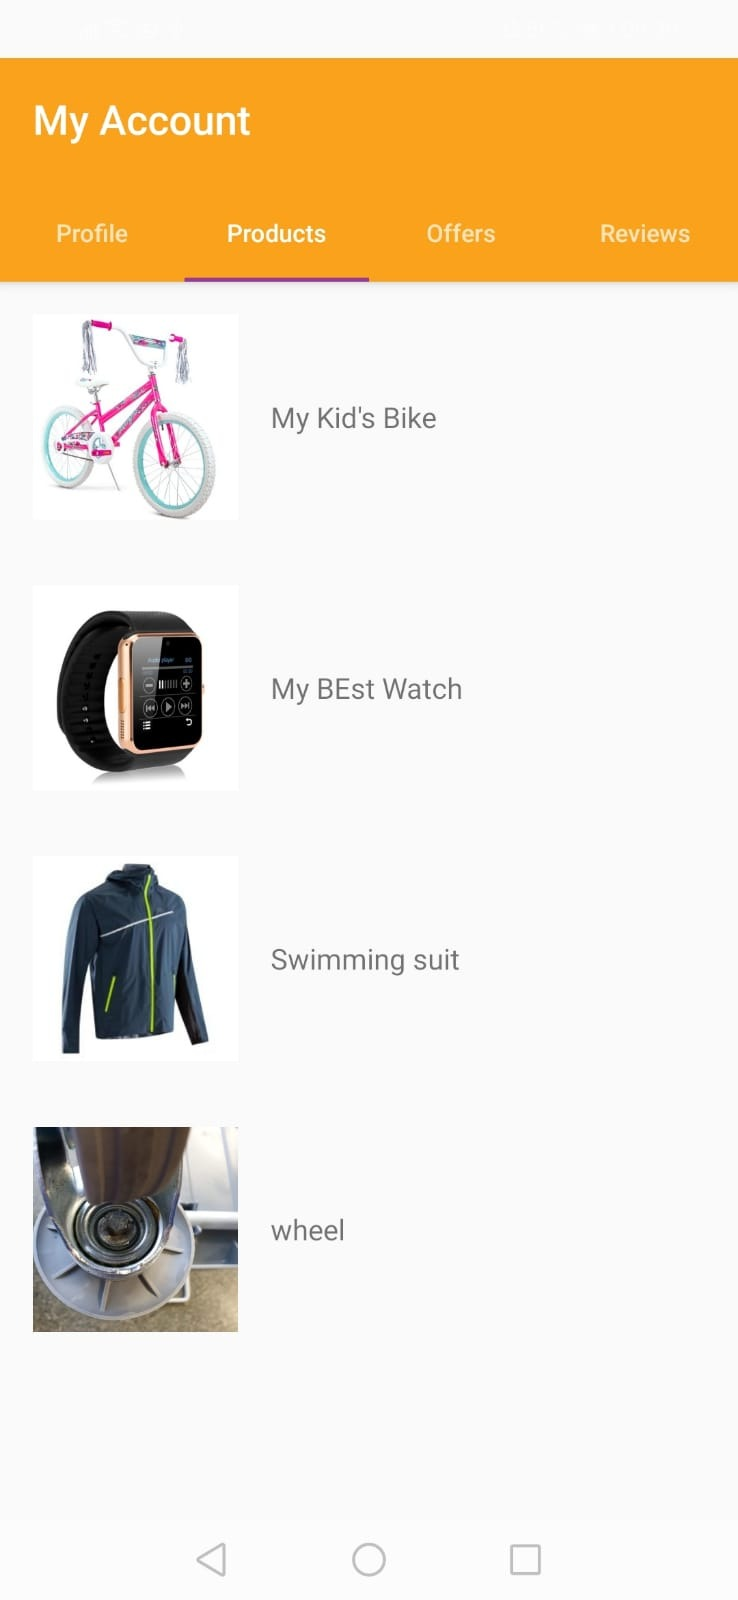 My Account
Profile Products Offers Reviews
My Kid's Bike
My BEst Watch
Swimming suit
wheel